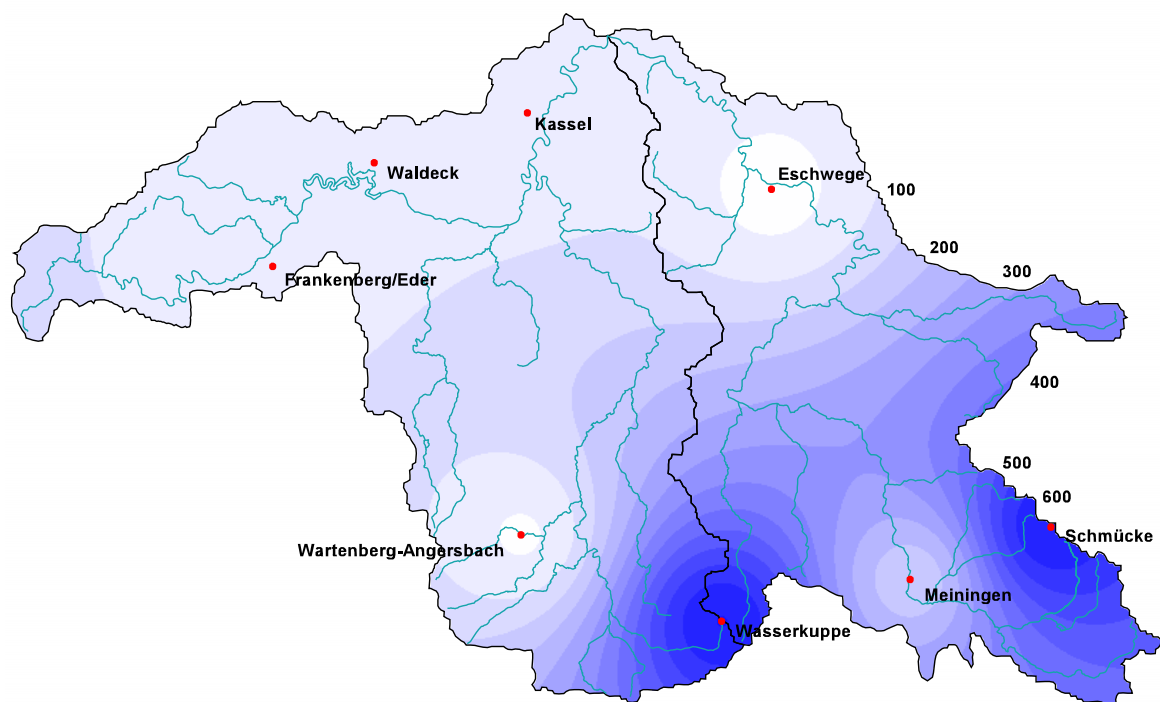 Kassel
Waldeck
Eschwege
100
200
300
Frankenberg/Eder
400
500
600
Schmücke
Wartenberg-Angersbach
Meiningen
Wasserkuppe